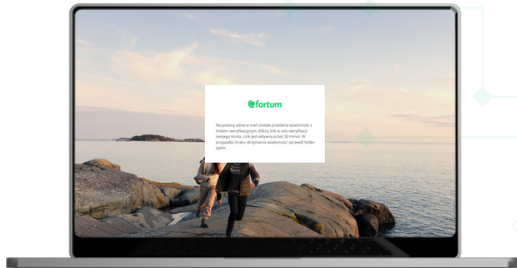 fortum
Na podany adres e-mail została przesłana wiadomość z
linkiem weryfikacyjnym. Kliknij link w celu weryfikacji
swojego konta. Link jest aktywny przez 30 minut. W
przypadku braku otrzymania wiadomości sprawdź folder
spam.